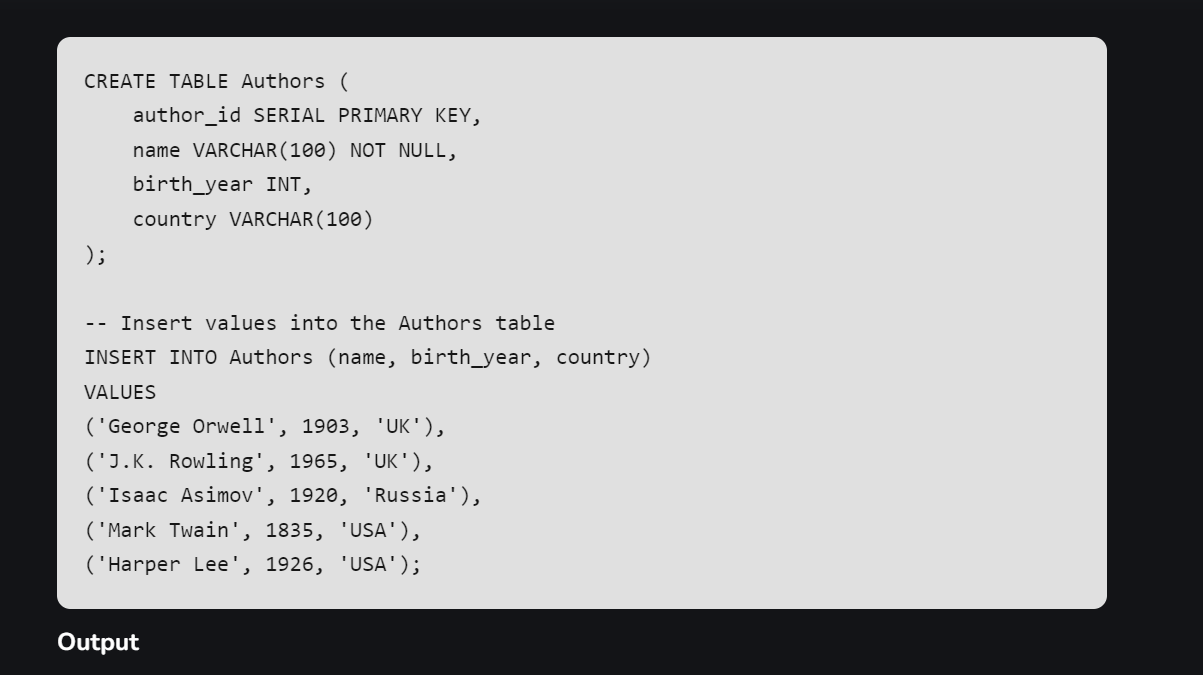 CREATE TABLE Authors (
    author_id SERIAL PRIMARY KEY,
    name VARCHAR(100) NOT NULL,
    birth_year INT,
    country VARCHAR(100)
);

-- Insert values into the Authors table
INSERT INTO Authors (name, birth_year, country)
VALUES
('George Orwell', 1903, 'UK'),
('J.K. Rowling', 1965, 'UK'),
('Isaac Asimov', 1920, 'Russia'),
('Mark Twain', 1835, 'USA'),
('Harper Lee', 1926, 'USA');
Output